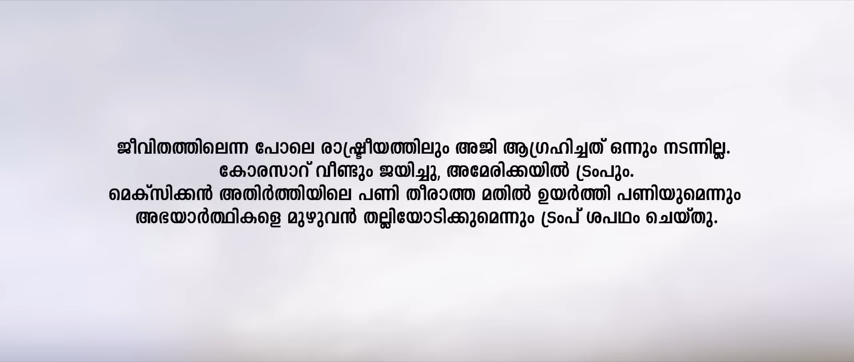 ജീവിതത്തിലെന്ന പോലെ രാഷ്ട്രീയത്തിലും അജി ആഗ്രഹിച്ചത് ഒന്നും നടന്നില്ല.
കോരസാറ് വീണ്ടും ജയിച്ചു, അമേരിക്കയിൽ ട്രംപും.
മെക്സിക്കൻ അതിർത്തിയിലെ പണി തീരാത്ത മതിൽ ഉയർത്തി പണിയുമെന്നും
അഭയാർത്ഥികളെ മുഴുവൻ തല്ലിയോടിക്കുമെന്നും ട്രംപ് ശപഥം ചെയ്തു.